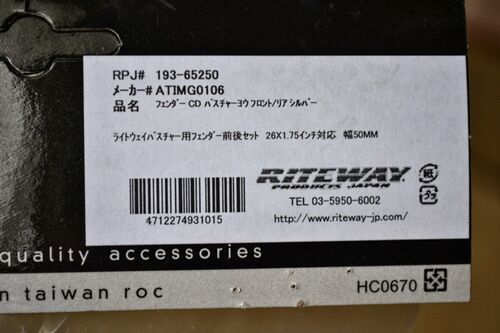 RPJ# 193-65250
メーカー# ATIMG0106
品名 フェンダー CD パスチャーヨウ フロント/リア シルバー
ライトウェイパスチャー用フェンダー前後セット 26X1.75インチ対応 幅50MM
RITEWAY
PRODUCTS JAPAN
4712274931015
TEL 03-5950-6002
http://www.riteway-jp.com/
紙
プラ
quality accessories
n taiwan roc
HC0670